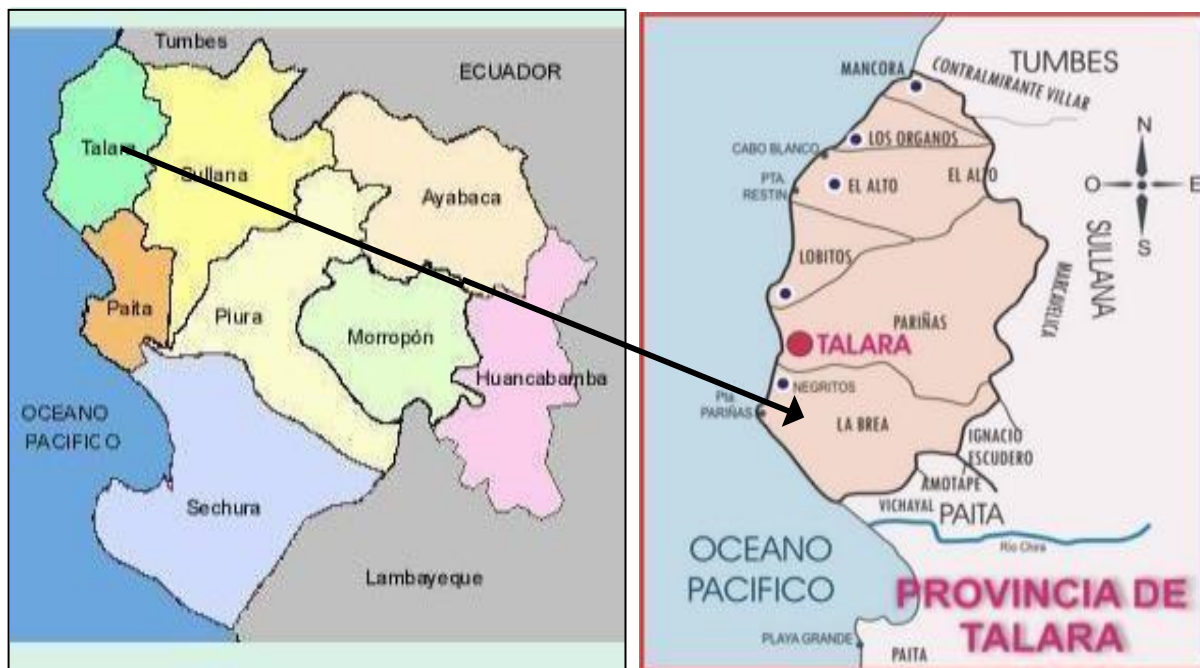 Tumbes
ECUADOR
Talara
Sullana
Ayabaca
Paita
Piura
Morropón
Huancabamba
OCEANO
PACIFICO
Sechura
Lambayeque
TUMBES
MANCORA
CONTRALMIRANTE VILLAR
LOS ORGANOS
CABO BLANCO
EL ALTO
EL ALTO
PTA.
RESTIN
N
O
E
S
LOBITOS
SULLANA
MARCAVELICA
PARIÑAS
TALARA
NEGRITOS
Pta.
PARIÑAS
LA BREA
IGNACIO
ESCUDERO
AMOTAPE
VICHAYAL
PAITA
Río Chira
OCEANO
PACIFICO
PROVINCIA DE
TALARA
PLAYA GRANDE
PAITA